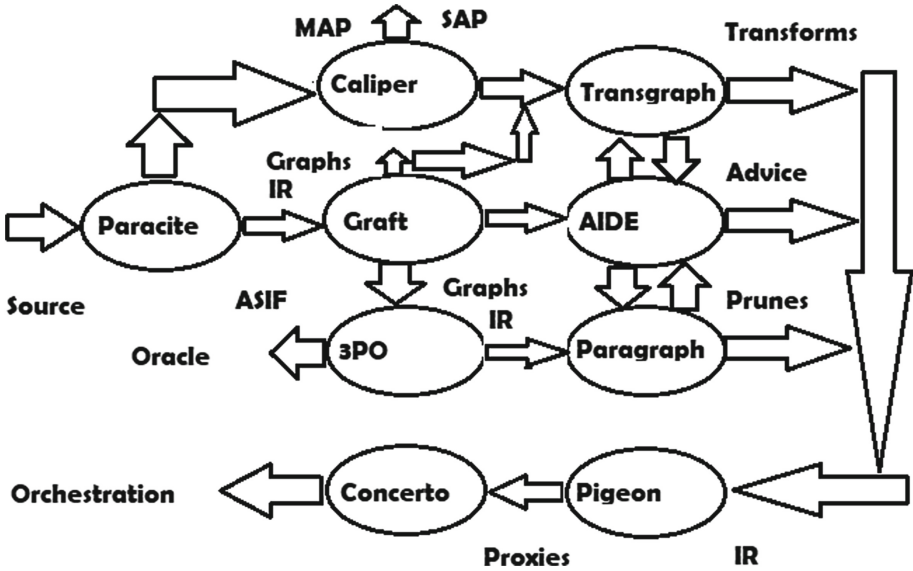 MAP SAP
Transforms
Caliper
Transgraph
Graphs
IR
Advice
Paracite
Graft
AIDE
Source
ASIF
Graphs
IR
Prunes
Oracle
3PO
Paragraph
Orchestration
Concerto
Pigeon
Proxies
IR